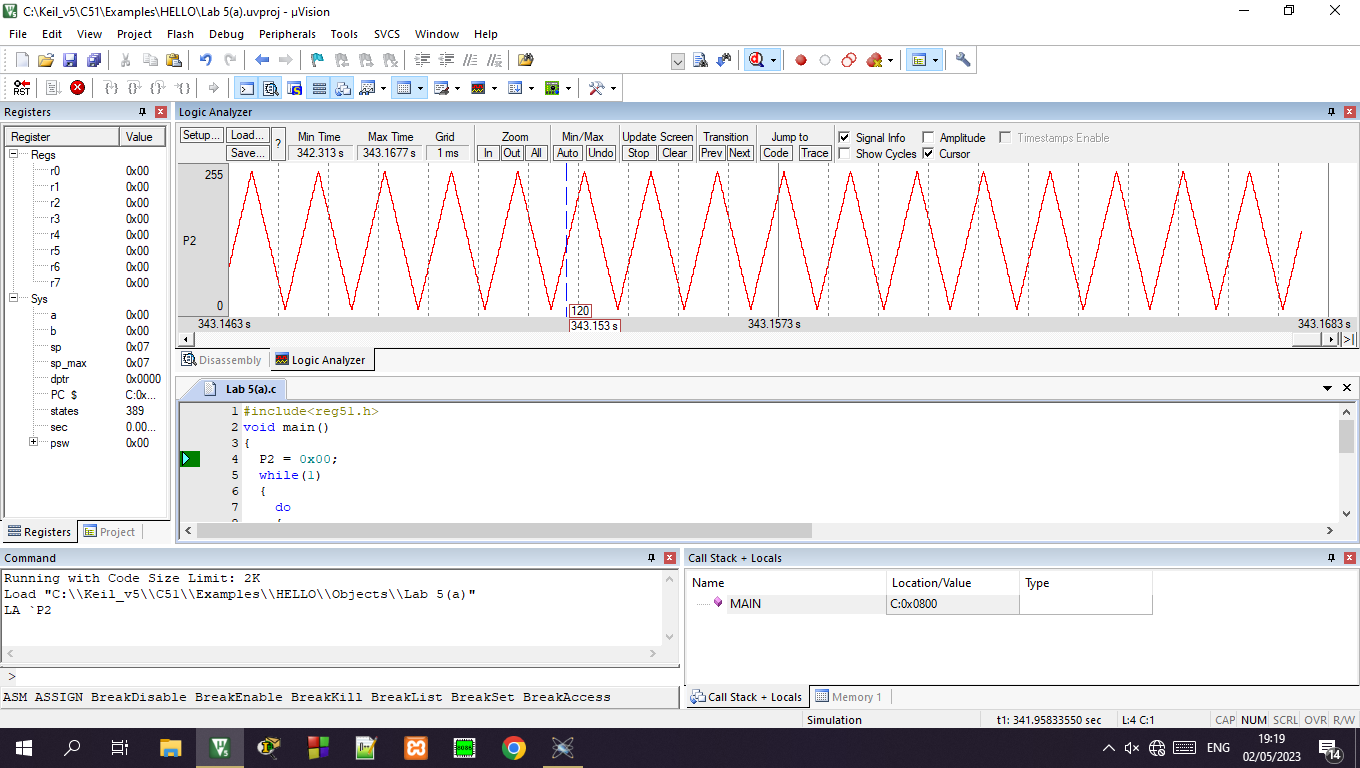 C:\Keil_v5\C51\Examples\HELLO\Lab 5(a).uvproj - µVision
File Edit View Project Flash Debug Peripherals Tools SVCS Window Help
RST
Registers
Register Value
Regs
r0 0x00
r1 0x00
r2 0x00
r3 0x00
r4 0x00
r5 0x00
r6 0x00
r7 0x00
Sys
a 0x00
b 0x00
sp 0x07
sp_max 0x07
dptr 0x0000
PC $ C:0x...
states 389
sec 0.00...
psw 0x00
Registers Project
Logic Analyzer
Setup... Load... Min Time Max Time Grid Zoom Min/Max Update Screen Transition Jump to Signal Info Amplitude Timestamps Enable
Save... ? 342.313 s 343.1677 s 1 ms In Out All Auto Undo Stop Clear Prev Next Code Trace Show Cycles Cursor
255
P2
0
120
343.1463 s 343.153 s 343.1573 s 343.1683 s
Disassembly Logic Analyzer
Lab 5(a).c
1 #include<reg51.h>
2 void main()
3 {
4 P2 = 0x00;
5 while(1)
6 {
7 do
Command
Running with Code Size Limit: 2K
Load "C:\\Keil_v5\\C51\\Examples\\HELLO\\Objects\\Lab 5(a)"
LA `P2
>
ASM ASSIGN BreakDisable BreakEnable BreakKill BreakList BreakSet BreakAccess
Call Stack + Locals
Name Location/Value Type
MAIN C:0x0800
Call Stack + Locals Memory 1
Simulation t1: 341.95833550 sec L:4 C:1 CAP NUM SCRL OVR R/W
ENG
19:19
02/05/2023
14